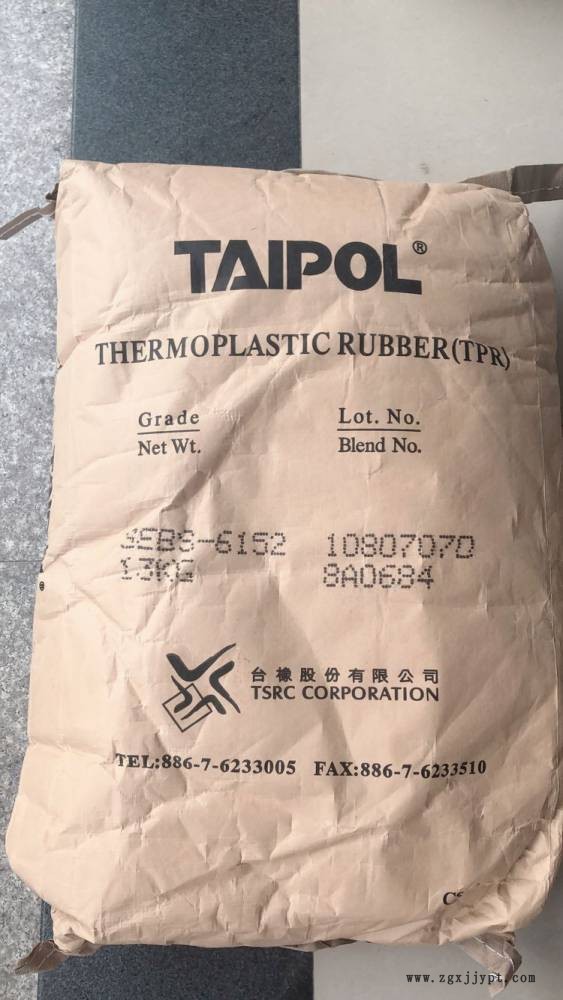 TAIPOL®
THERMOPLASTIC RUBBER(TPR)
Grade Lot. No.
Net Wt. Blend No.
SEBS-6152 1080707D
13KG 8A0684
台橡股份有限公司
TSRC CORPORATION
TEL:886-7-6233005 FAX:886-7-6233510
www.zgxjjypt.com